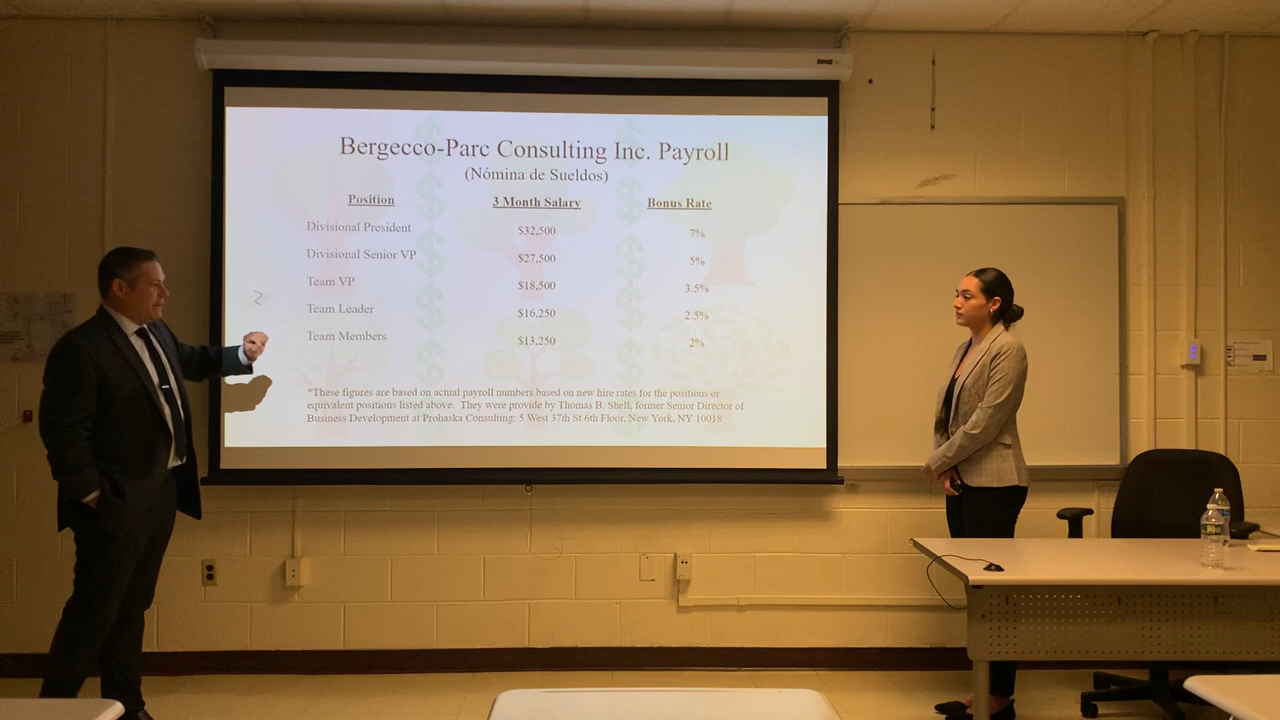 Bergecco-Parc Consulting Inc. Payroll
(Nómina de Sueldos)
Position 3 Month Salary Bonus Rate
Divisional President $32,500 7%
Divisional Senior VP $27,500 5%
Team VP $18,500 3.5%
Team Leader $16,250 2.5%
Team Members $13,250 2%
*These figures are based on actual payroll numbers based on new hire rates for the positions or
equivalent positions listed above. They were provide by Thomas B. Shell, former Senior Director of
Business Development at Prohaska Consulting: 5 West 37th St 6th Floor, New York, NY 10018